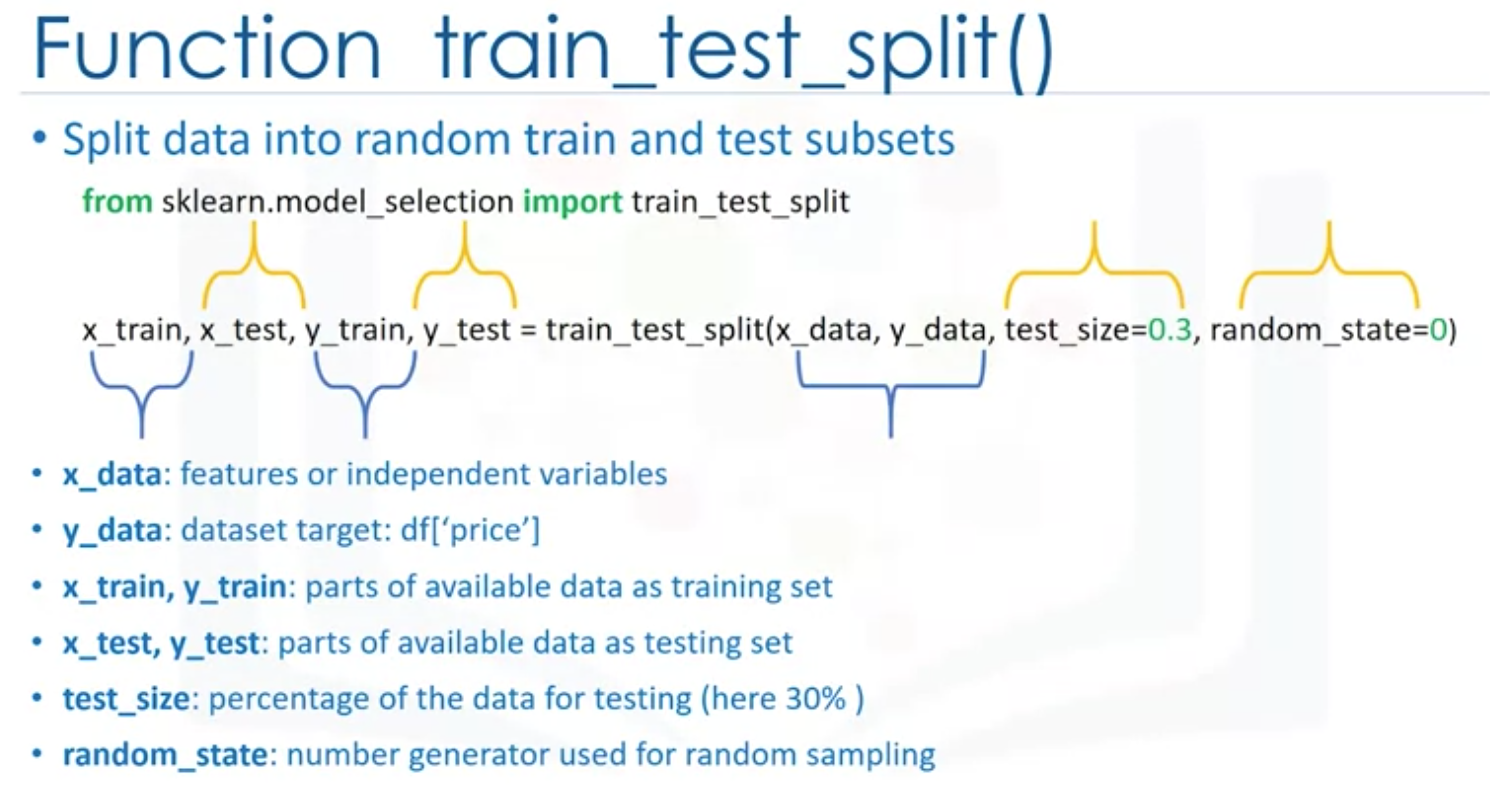 Function train_test_split()
• Split data into random train and test subsets
from sklearn.model_selection import train_test_split
x_train, x_test, y_train, y_test = train_test_split(x_data, y_data, test_size=0.3, random_state=0)
• x_data: features or independent variables
• y_data: dataset target: df[‘price’]
• x_train, y_train: parts of available data as training set
• x_test, y_test: parts of available data as testing set
• test_size: percentage of the data for testing (here 30% )
• random_state: number generator used for random sampling